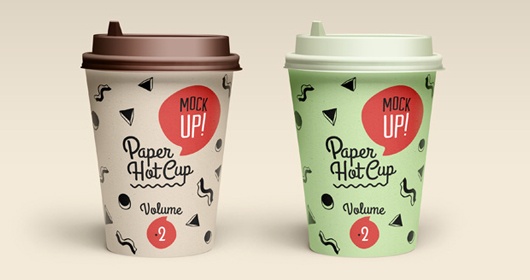 MOCK
UP!
Paper
Hot Cup
Volume
.2
MOCK
UP!
Paper
Hot Cup
Volume
.2